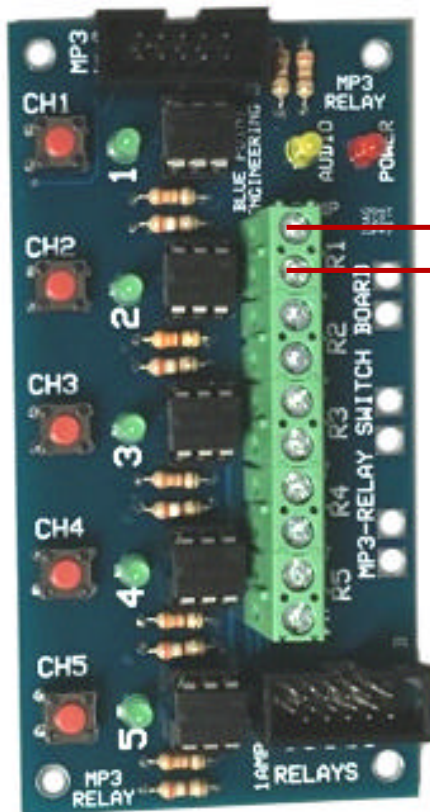 MP3
MP3
RELAY
CH1
1
BLUE POINT
ENGINEERING
AUDIO
POWER
R1
CH2
2
R2
CH3
3
R3
MP3-RELAY SWITCH BOARD
CH4
4
R4
R5
CH5
5
MP3
RELAY
1AMP
RELAYS